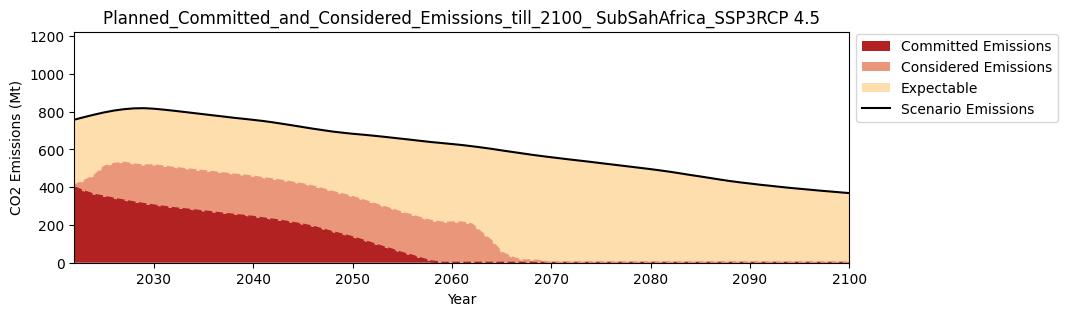 Planned_Committed_and_Considered_Emissions_till_2100_ SubSahAfrica_SSP3RCP 4.5
CO2 Emissions (Mt)
1200
1000
800
600
400
200
0
2030 2040 2050 2060 2070 2080 2090 2100
Year
Committed Emissions
Considered Emissions
Expectable
Scenario Emissions